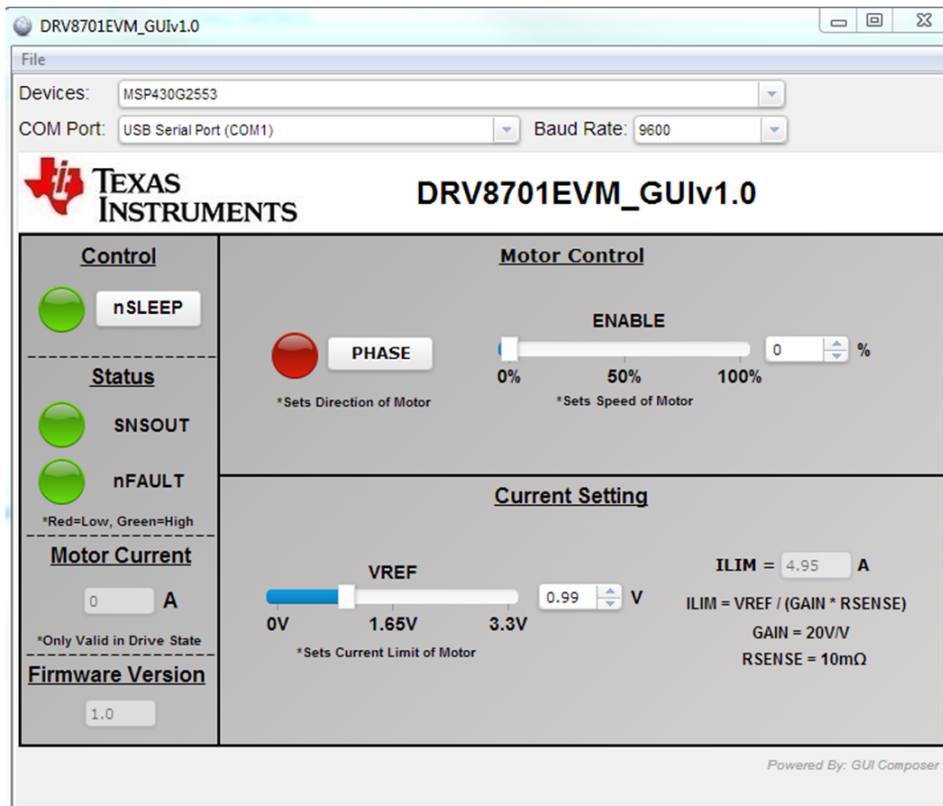 DRV8701EVM_GUIv1.0
File
Devices: MSP430G2553
COM Port: USB Serial Port (COM1) Baud Rate: 9600
TEXAS
INSTRUMENTS
DRV8701EVM_GUIv1.0
Control
nSLEEP
Status
SNSOUT
nFAULT
*Red=Low, Green=High
Motor Current
0 A
*Only Valid in Drive State
Firmware Version
1.0
Motor Control
PHASE
*Sets Direction of Motor
ENABLE
0 %
0% 50% 100%
*Sets Speed of Motor
Current Setting
VREF
0.99 V
0V 1.65V 3.3V
*Sets Current Limit of Motor
ILIM = 4.95 A
ILIM = VREF / (GAIN * RSENSE)
GAIN = 20V/V
RSENSE = 10mΩ
Powered By: GUI Composer